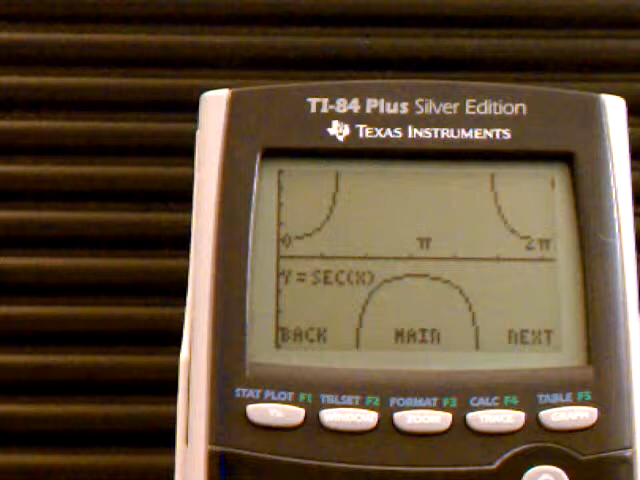 TI-84 Plus Silver Edition
TEXAS INSTRUMENTS
0 π 2π
Y=SEC(X)
BACK MAIN NEXT
STAT PLOT F1 TBLSET F2 FORMAT F3 CALC F4 TABLE F5
Y= WINDOW ZOOM TRACE GRAPH